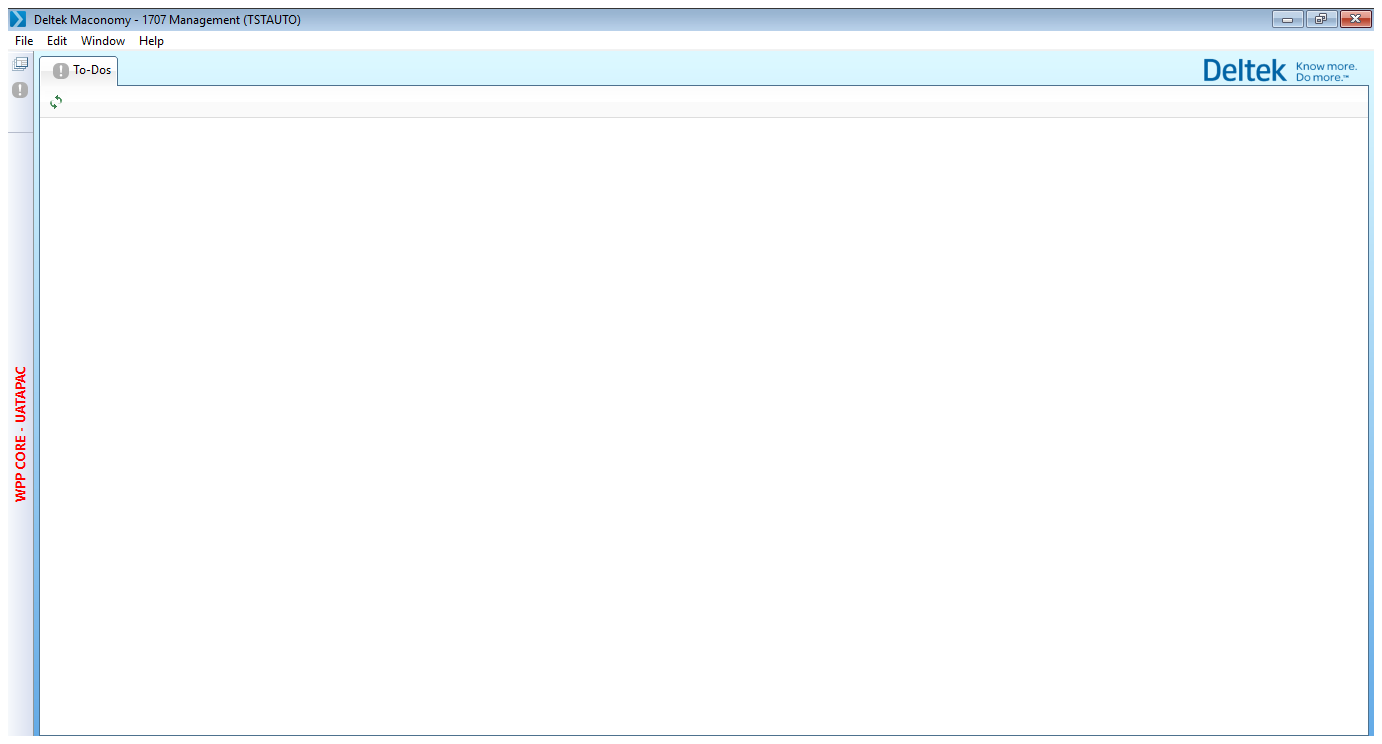 Deltek Maconomy - 1707 Management (TSTAUTO)
File Edit Window Help
To-Dos
Deltek Know more.
Do more.™
WPP CORE - UATAPAC